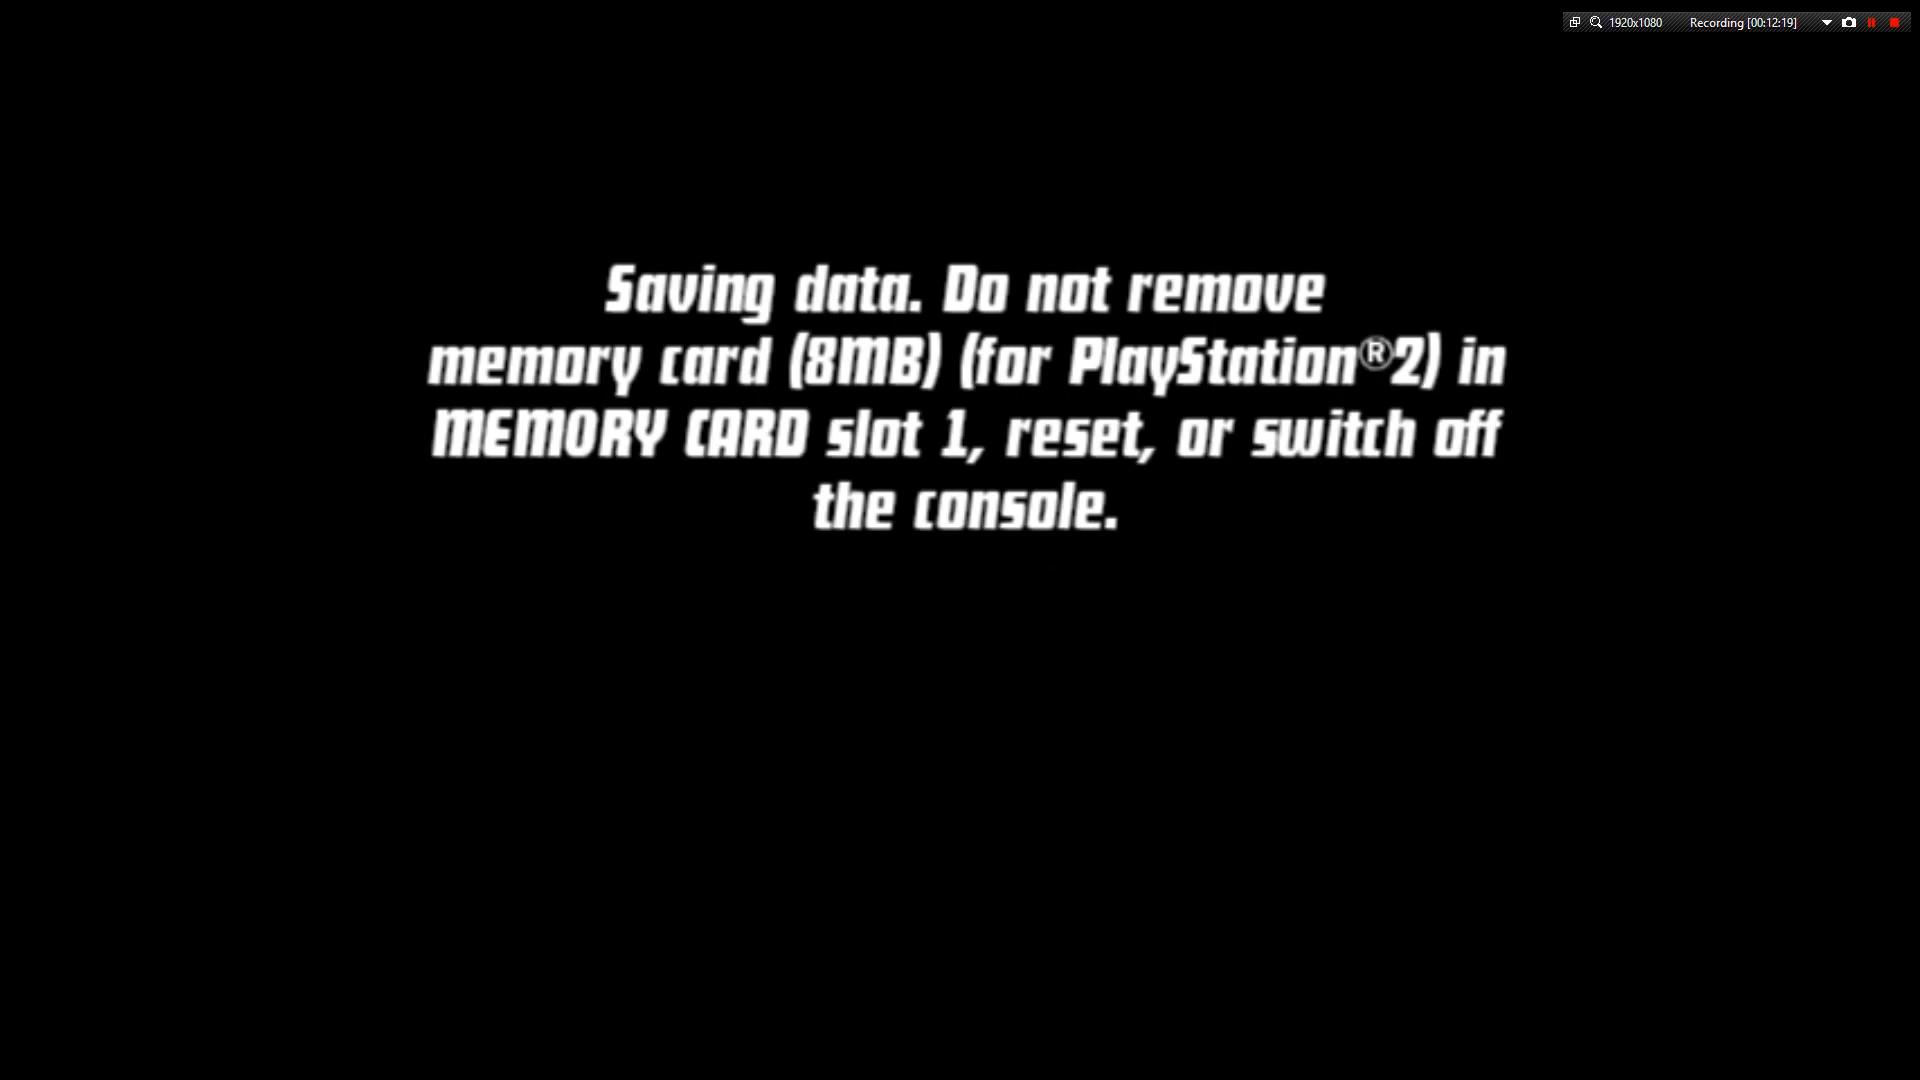 1920x1080 Recording [00:12:19]
Saving data. Do not remove
memory card (8MB) (for PlayStation®2) in
MEMORY CARD slot 1, reset, or switch off
the console.